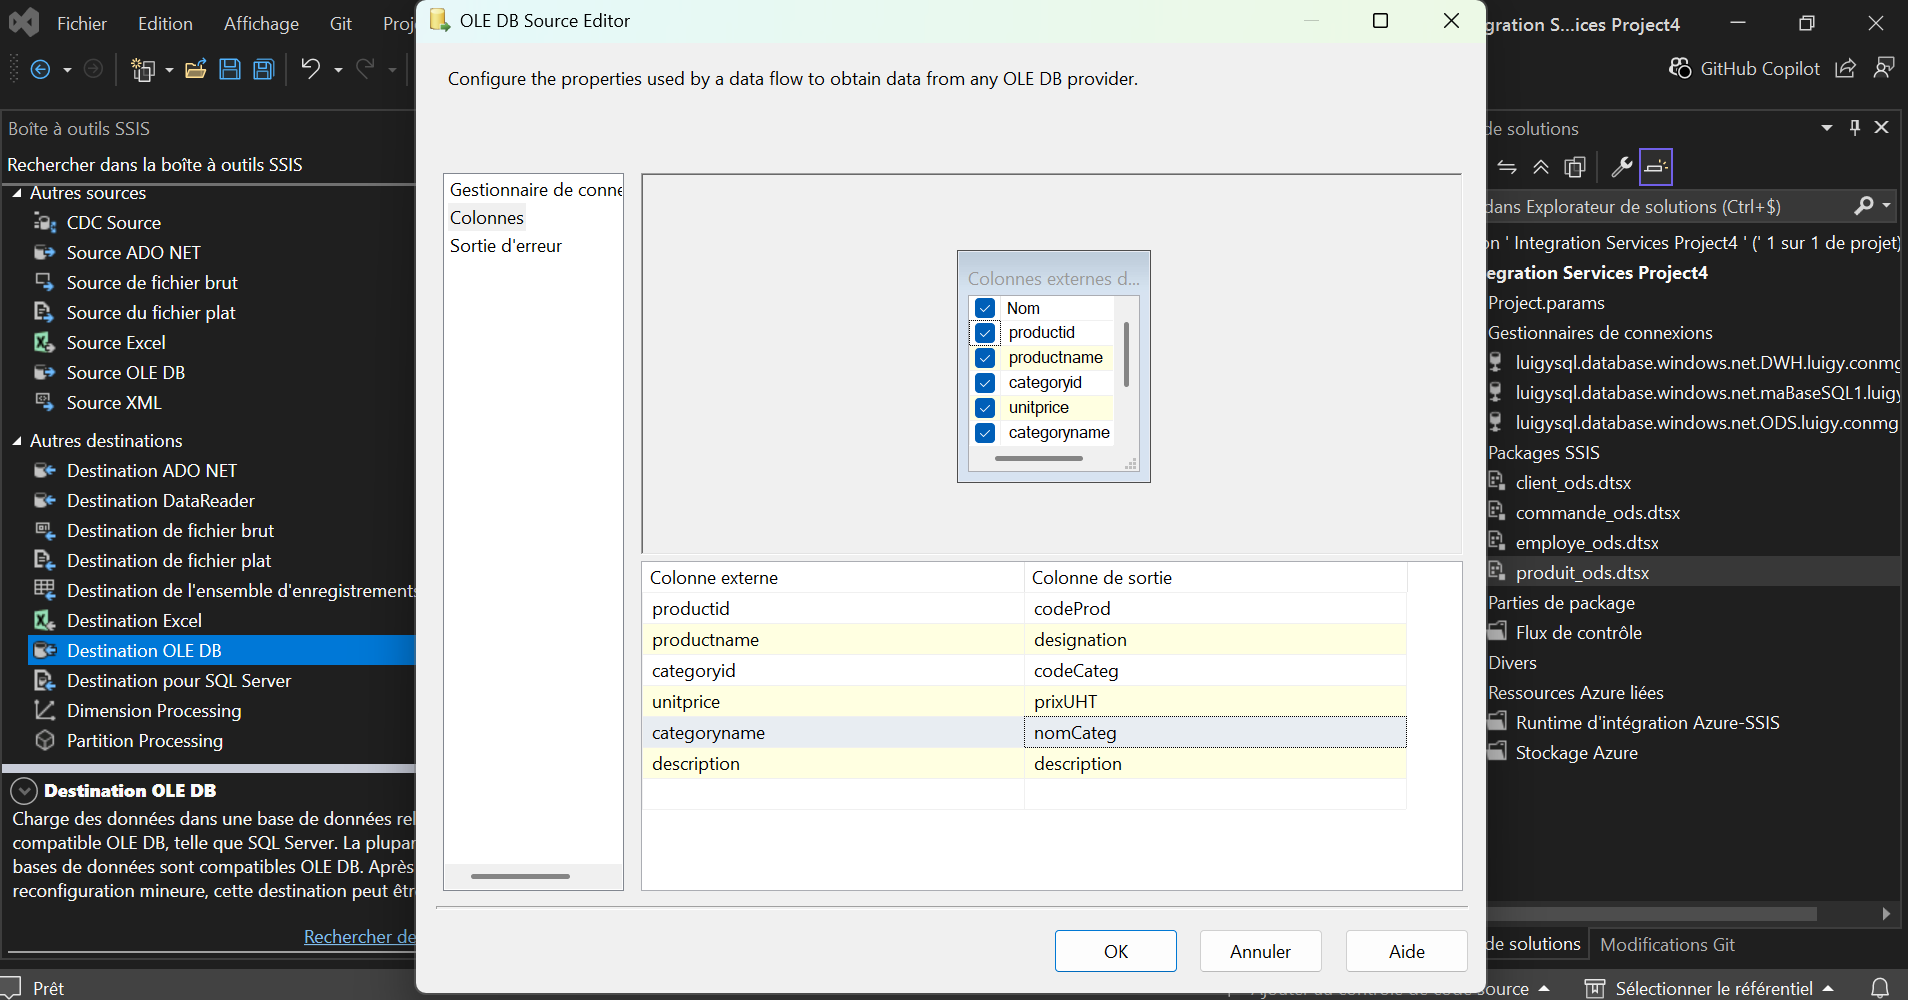 Fichier
Edition
Affichage
Git
OLE DB Source Editor
Configure the properties used by a data flow to obtain data from any OLE DB provider.
GitHub Copilot
Boîte à outils SSIS
Rechercher dans la boîte à outils SSIS
Autres sources
CDC Source
Source ADO NET
Source de fichier brut
Source du fichier plat
Source Excel
Source OLE DB
Source XML
Autres destinations
Destination ADO NET
Destination DataReader
Destination de fichier brut
Destination de fichier plat
Destination de l'ensemble d'enregistrements
Destination Excel
Destination OLE DB
Destination pour SQL Server
Dimension Processing
Partition Processing
Destination OLE DB
Charge des données dans une base de données rel
compatible OLE DB, telle que SQL Server. La plupar
bases de données sont compatibles OLE DB. Après
reconfiguration mineure, cette destination peut êtr
Rechercher de
Prêt
Gestionnaire de conne
Colonnes
Sortie d'erreur
Colonnes externes d...
Nom
productid
productname
categoryid
unitprice
categoryname
Colonne externe Colonne de sortie
productid codeProd
productname designation
categoryid codeCateg
unitprice prixUHT
categoryname nomCateg
description description
OK Annuler Aide
gration S...ices Project4
de solutions
dans Explorateur de solutions (Ctrl+$)
on ' Integration Services Project4 ' (' 1 sur 1 de projet)
egration Services Project4
Project.params
Gestionnaires de connexions
luigysql.database.windows.net.DWH.luigy.conmg
luigysql.database.windows.net.maBaseSQL1.luigy
luigysql.database.windows.net.ODS.luigy.conmg
Packages SSIS
client_ods.dtsx
commande_ods.dtsx
employe_ods.dtsx
produit_ods.dtsx
Parties de package
Flux de contrôle
Divers
Ressources Azure liées
Runtime d'intégration Azure-SSIS
Stockage Azure
de solutions Modifications Git
source
Sélectionner le référentiel